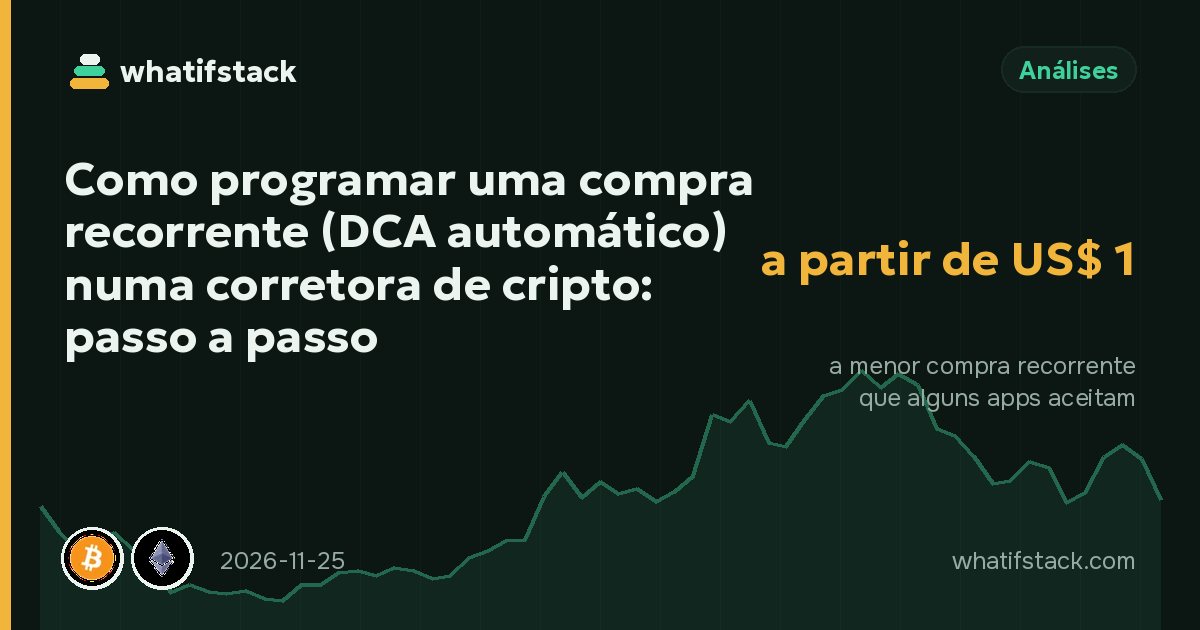 whatifstack
Análises
Como programar uma compra
recorrente (DCA automático)
numa corretora de cripto:
passo a passo
a partir de US$ 1
a menor compra recorrente
que alguns apps aceitam
2026-11-25
whatifstack.com